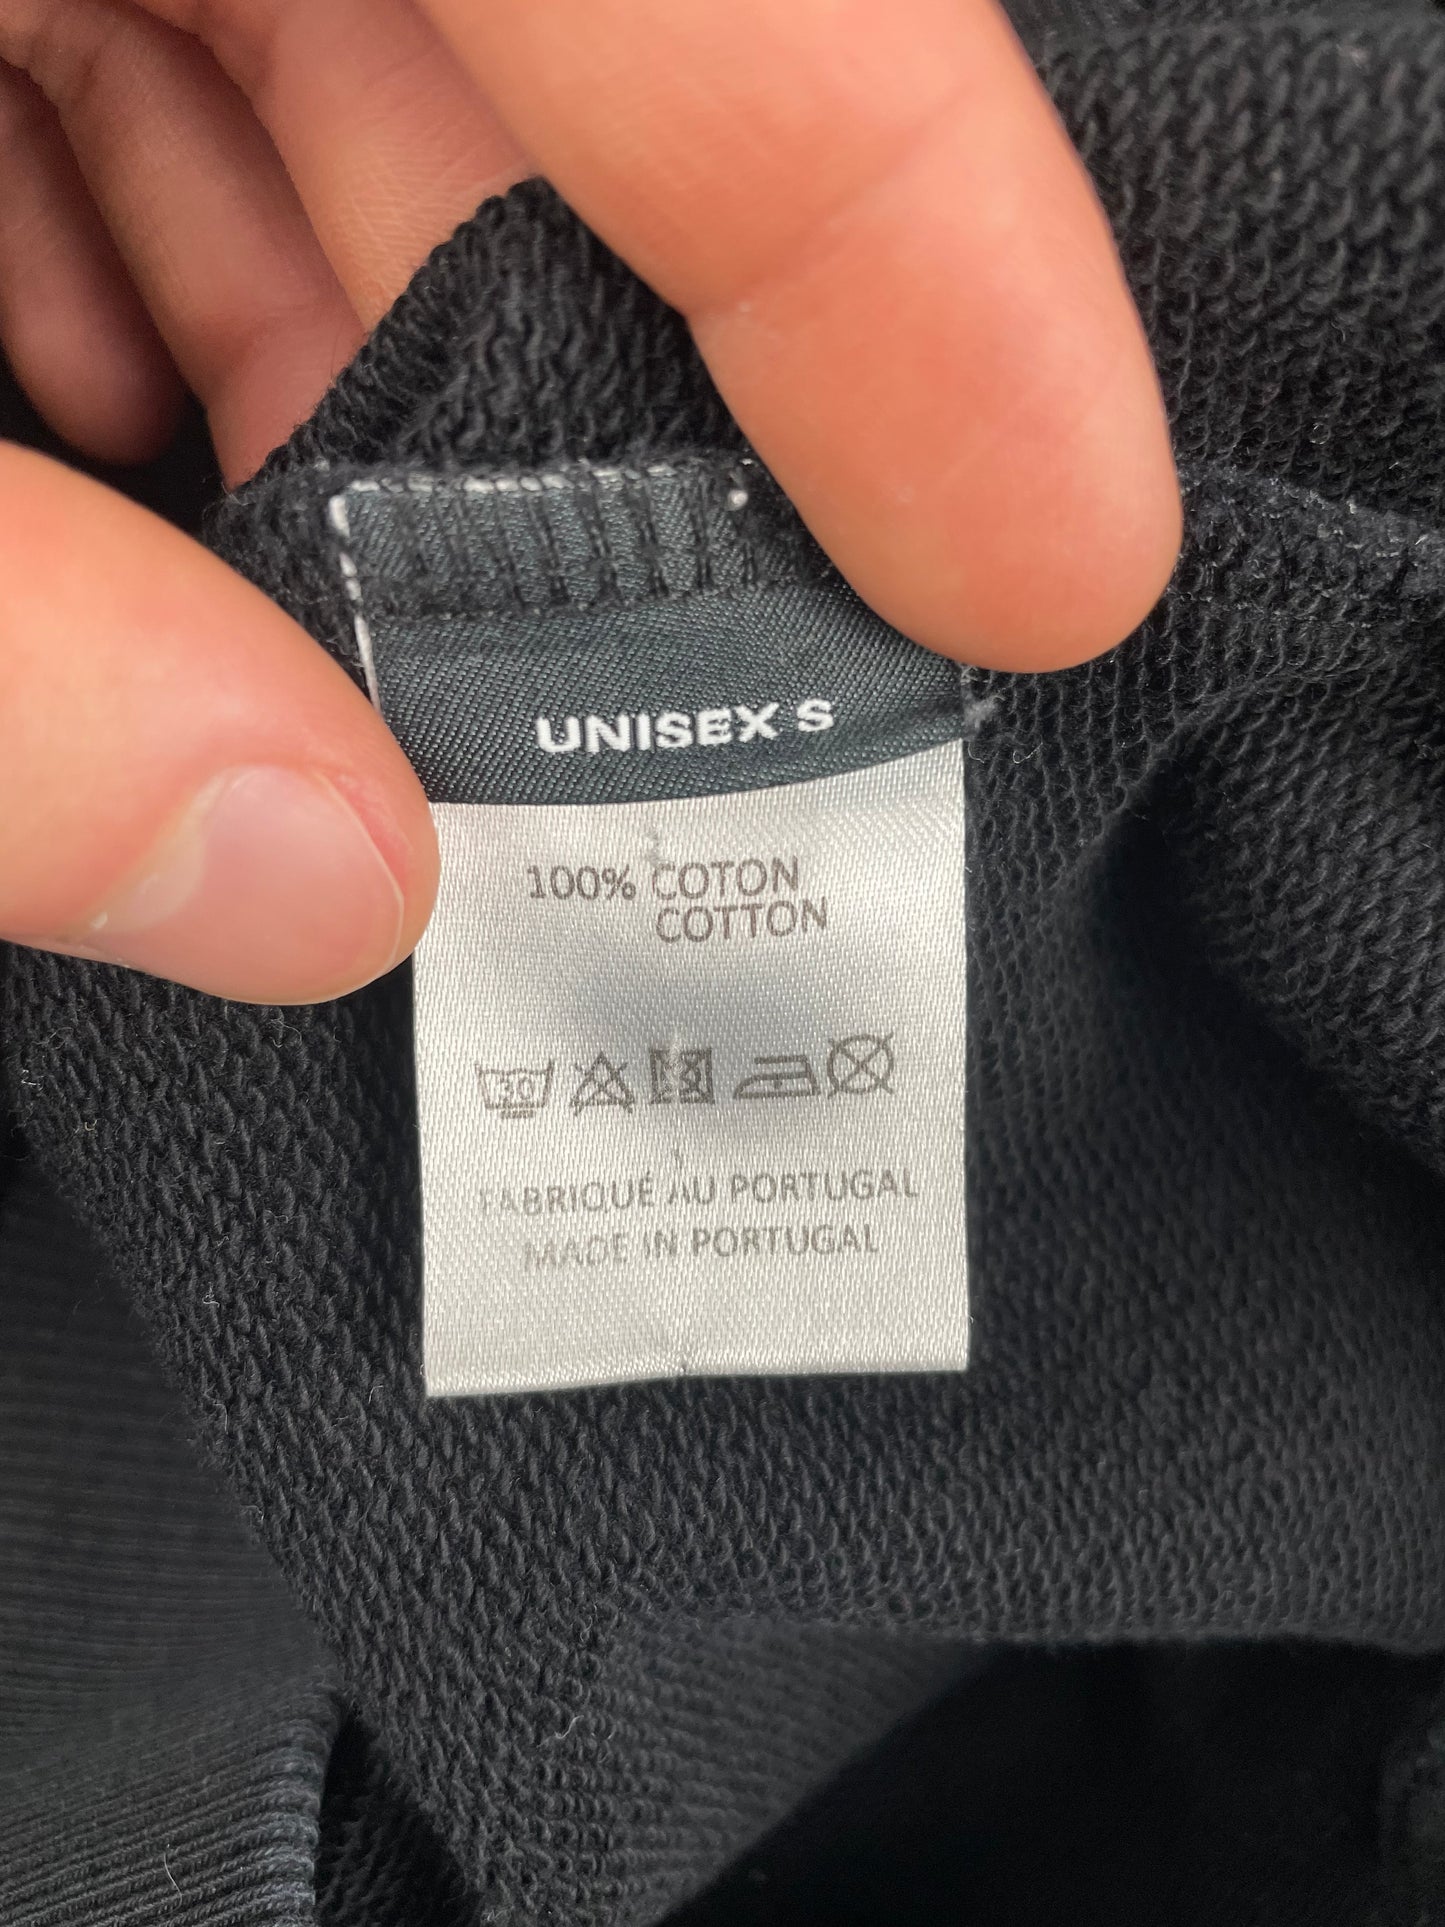 UNISEX S
100% COTON
COTTON
30
FABRIQUÉ AU PORTUGAL
MADE IN PORTUGAL